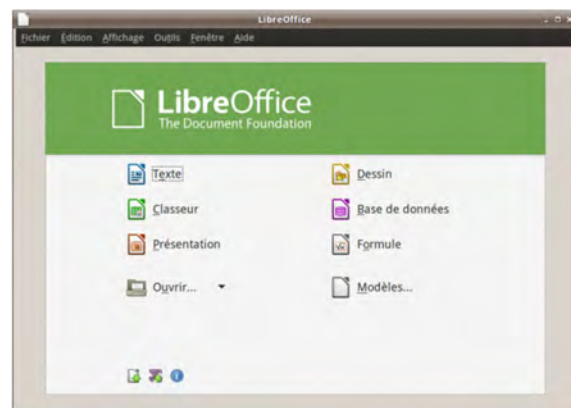 LibreOffice
Fichier Édition Affichage Outils Fenêtre Aide
LibreOffice
The Document Foundation
Texte
Dessin
Classeur
Base de données
Présentation
Formule
Ouvrir...
Modèles...